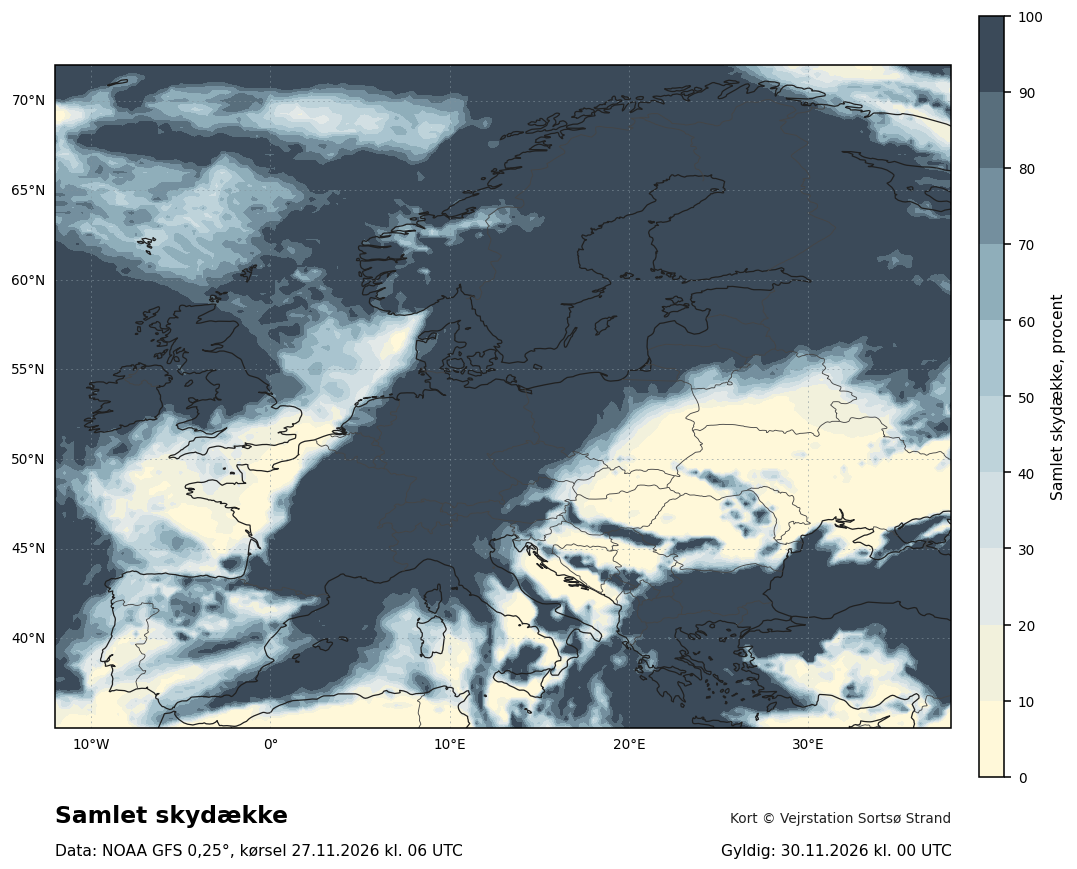 100
90
80
70
60
50
40
30
20
10
0
Samlet skydække, procent
70°N
65°N
60°N
55°N
50°N
45°N
40°N
10°W
0°
10°E
20°E
30°E
Samlet skydække
Kort © Vejrstation Sortsø Strand
Data: NOAA GFS 0,25°, kørsel 27.11.2026 kl. 06 UTC
Gyldig: 30.11.2026 kl. 00 UTC